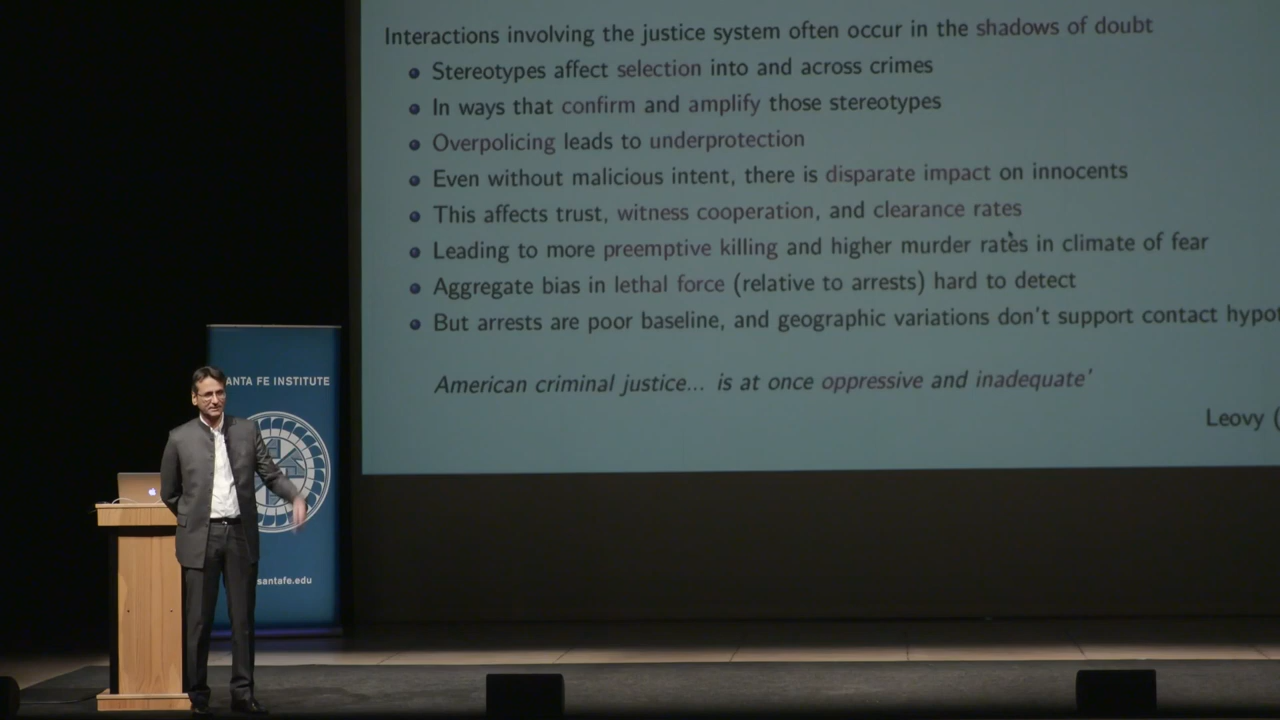 Interactions involving the justice system often occur in the shadows of doubt
Stereotypes affect selection into and across crimes
In ways that confirm and amplify those stereotypes
Overpolicing leads to underprotection
Even without malicious intent, there is disparate impact on innocents
This affects trust, witness cooperation, and clearance rates
Leading to more preemptive killing and higher murder rates in climate of fear
Aggregate bias in lethal force (relative to arrests) hard to detect
But arrests are poor baseline, and geographic variations don't support contact hypot
American criminal justice... is at once oppressive and inadequate'
Leovy (
ANTA FE INSTITUTE
santafe.edu